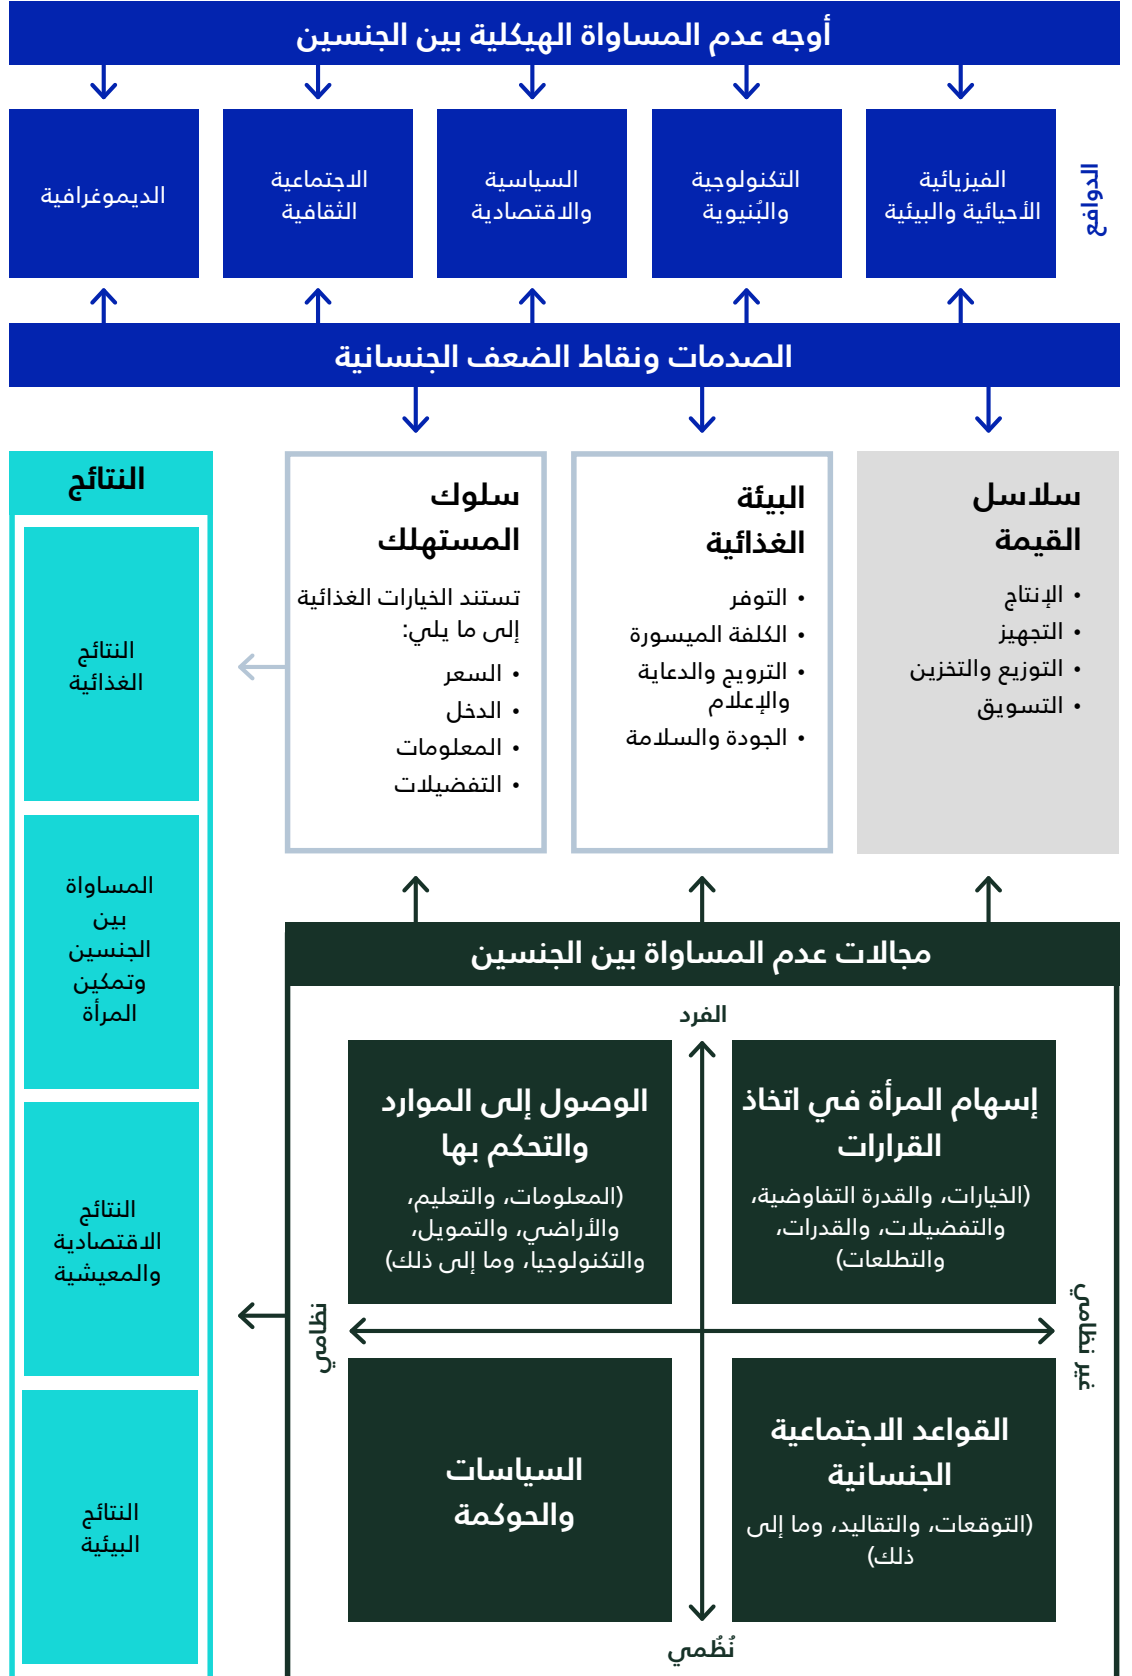 أوجه عدم المساواة الهيكلية بين الجنسين
الدوافع
الفيزيائية
الأحيائية والبيئية
التكنولوجية
والبُنيوية
السياسية
والاقتصادية
الاجتماعية
الثقافية
الديموغرافية
الصدمات ونقاط الضعف الجنسانية
سلاسل
القيمة
• الإنتاج
• التجهيز
• التوزيع والتخزين
• التسويق
البيئة
الغذائية
• التوفر
• الكلفة الميسورة
• الترويج والدعاية
والإعلام
• الجودة والسلامة
سلوك
المستهلك
تستند الخيارات الغذائية
إلى ما يلي:
• السعر
• الدخل
• المعلومات
• التفضيلات
النتائج
النتائج
الغذائية
المساواة
بين
الجنسين
وتمكين
المرأة
النتائج
الاقتصادية
والمعيشية
النتائج
البيئية
مجالات عدم المساواة بين الجنسين
الفرد
إسهام المرأة في اتخاذ
القرارات
(الخيارات، والقدرة التفاوضية،
والتفضيلات، والقدرات،
والتطلعات)
الوصول إلى الموارد
والتحكم بها
(المعلومات، والتعليم،
والأراضي، والتمويل،
والتكنولوجيا، وما إلى ذلك)
غير نظامي
نظامي
القواعد الاجتماعية
الجنسانية
(التوقعات، والتقاليد، وما إلى
ذلك)
السياسات
والحوكمة
نُظُمي